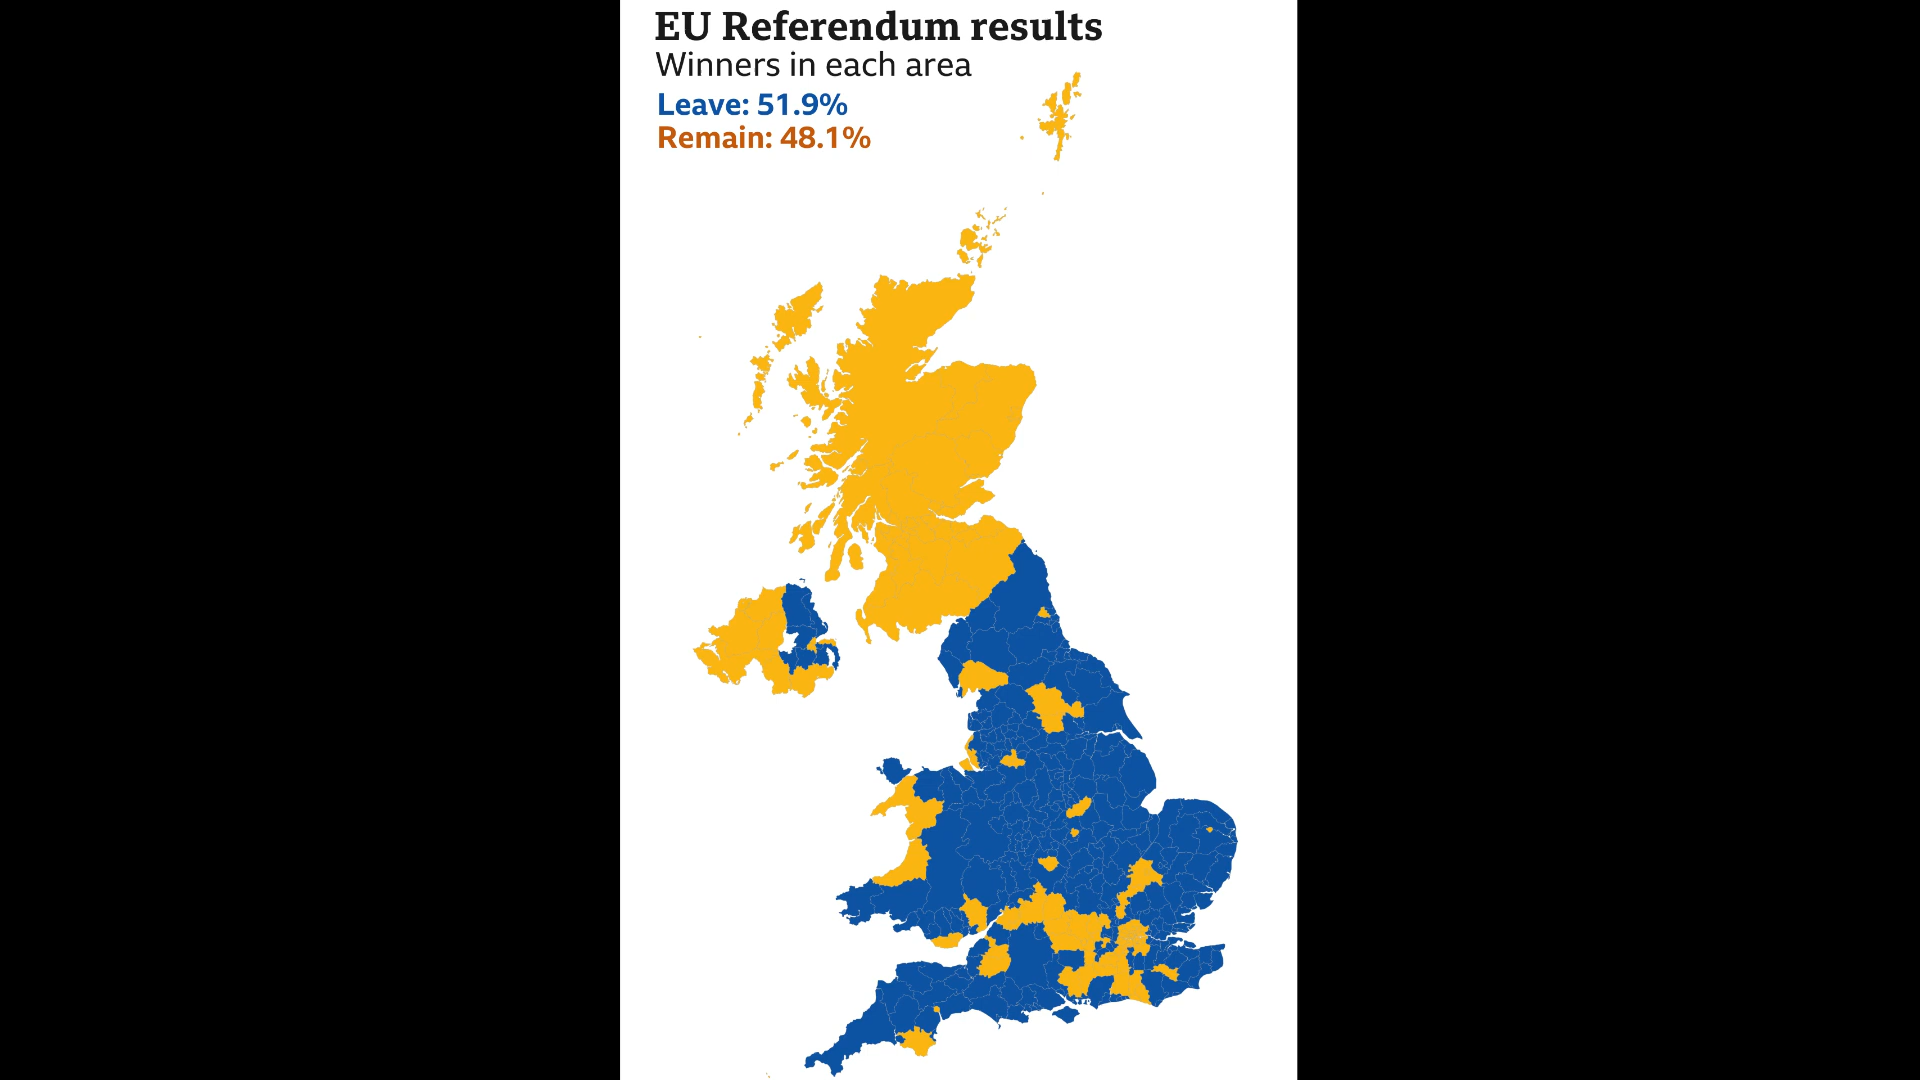 EU Referendum results
Winners in each area
Leave: 51.9%
Remain: 48.1%